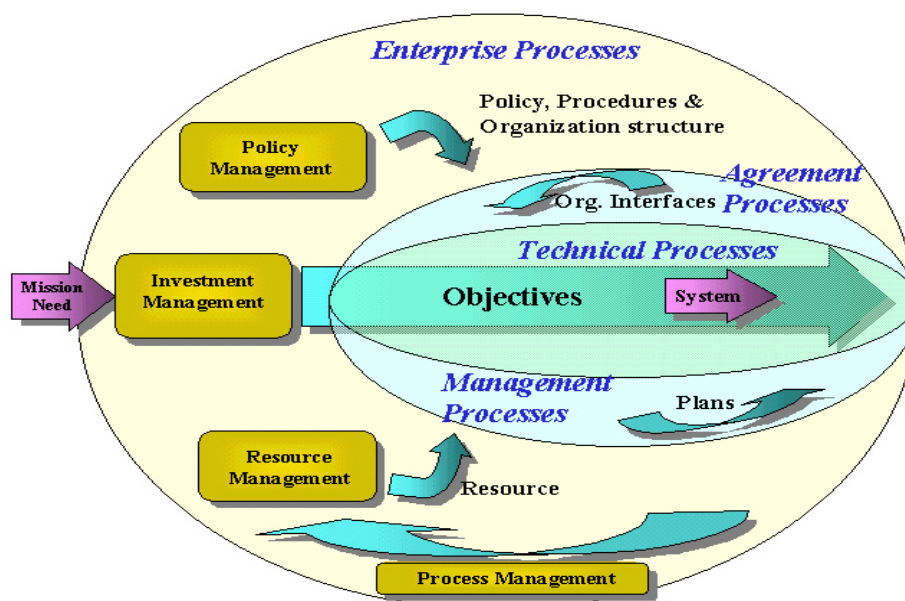 Enterprise Processes
Policy, Procedures &
Organization structure
Policy
Management
Agreement
Processes
Org. Interfaces
Technical Processes
Mission
Need
Investment
Management
Objectives
System
Management
Processes
Plans
Resource
Management
Resource
Process Management